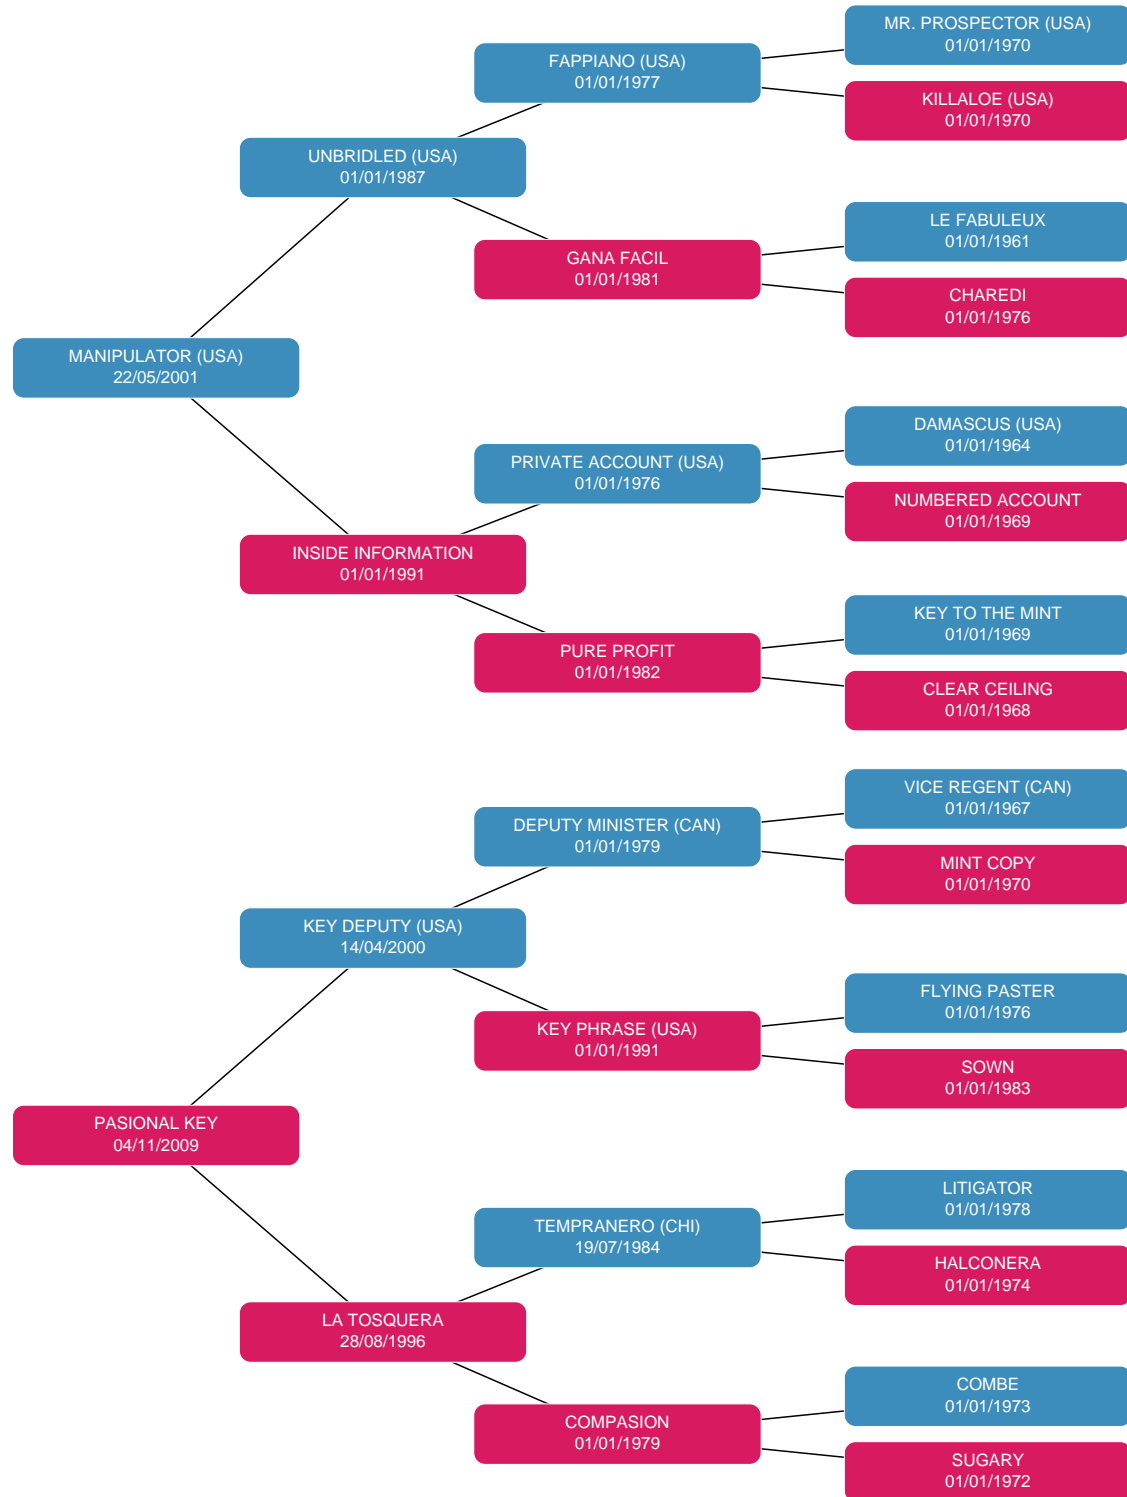 MR. PROSPECTOR (USA)
01/01/1970
FAPPIANO (USA)
01/01/1977
KILLALOE (USA)
01/01/1970
UNBRIDLED (USA)
01/01/1987
LE FABULEUX
01/01/1961
GANA FACIL
01/01/1981
CHAREDI
01/01/1976
MANIPULATOR (USA)
22/05/2001
DAMASCUS (USA)
01/01/1964
PRIVATE ACCOUNT (USA)
01/01/1976
NUMBERED ACCOUNT
01/01/1969
INSIDE INFORMATION
01/01/1991
KEY TO THE MINT
01/01/1969
PURE PROFIT
01/01/1982
CLEAR CEILING
01/01/1968
VICE REGENT (CAN)
01/01/1967
DEPUTY MINISTER (CAN)
01/01/1979
MINT COPY
01/01/1970
KEY DEPUTY (USA)
14/04/2000
FLYING PASTER
01/01/1976
KEY PHRASE (USA)
01/01/1991
SOWN
01/01/1983
PASIONAL KEY
04/11/2009
LITIGATOR
01/01/1978
TEMPRANERO (CHI)
19/07/1984
HALCONERA
01/01/1974
LA TOSQUERA
28/08/1996
COMBE
01/01/1973
COMPASION
01/01/1979
SUGARY
01/01/1972